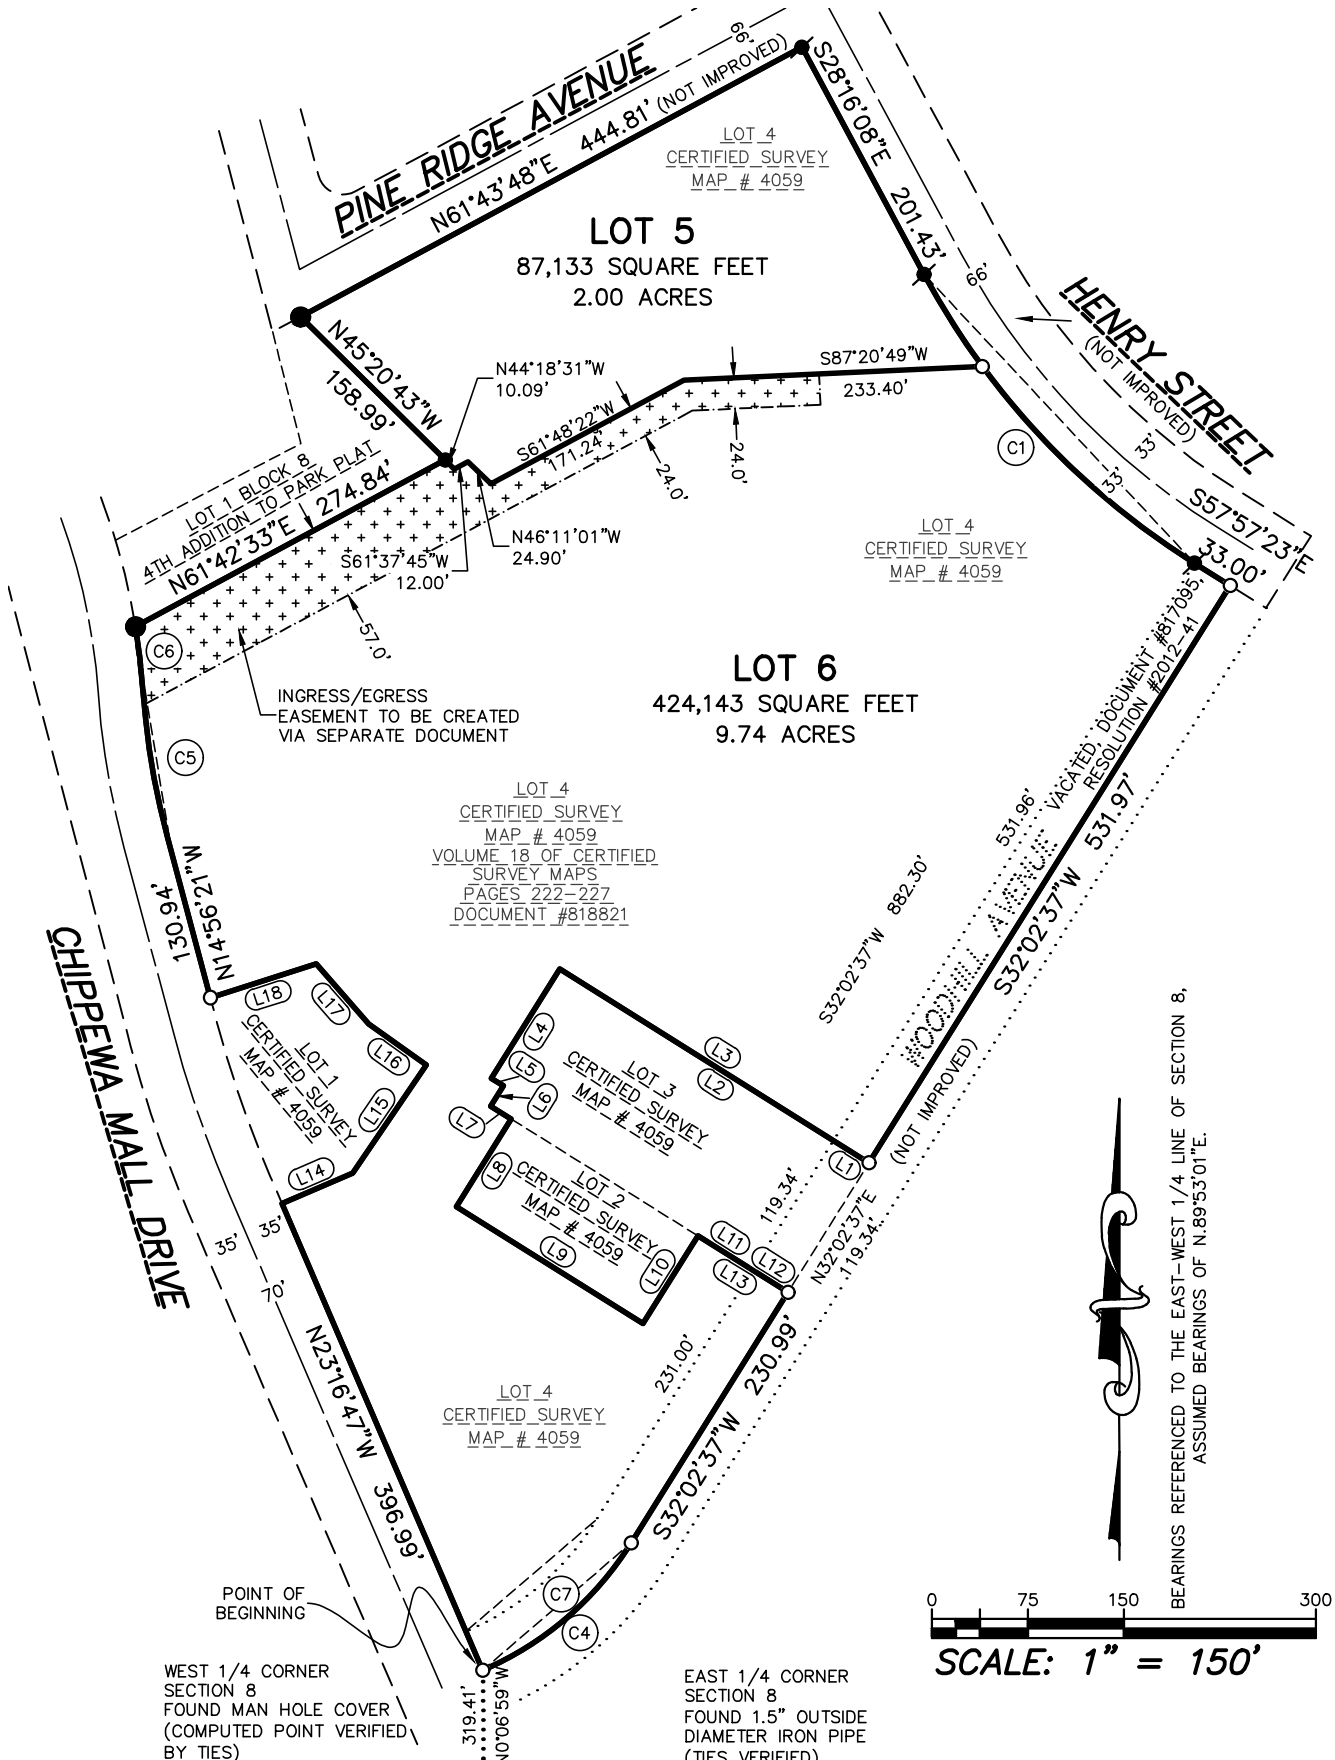 PINE RIDGE AVENUE
66'
(NOT IMPROVED)
N61°43'48"E 444.81'
S28°16'08"E 201.43'
LOT 4
CERTIFIED SURVEY
MAP # 4059
LOT 5
87,133 SQUARE FEET
2.00 ACRES
66'
HENRY STREET
(NOT IMPROVED)
N45°20'43"W
158.99'
N44°18'31"W
10.09'
S87°20'49"W
233.40'
S61°48'22"W
171.24'
24.0'
24.0'
C1
33'
33'
S57°57'23"E
33.00'
LOT 1 BLOCK 8
4TH ADDITION TO PARK PLAT
N61°42'33"E 274.84'
N46°11'01"W
24.90'
S61°37'45"W
12.00'
57.0'
LOT 4
CERTIFIED SURVEY
MAP # 4059
C6
INGRESS/EGRESS
EASEMENT TO BE CREATED
VIA SEPARATE DOCUMENT
LOT 6
424,143 SQUARE FEET
9.74 ACRES
C5
VACATED, DOCUMENT #817095,
RESOLUTION #2012-41
LOT 4
CERTIFIED SURVEY
MAP # 4059
VOLUME 18 OF CERTIFIED
SURVEY MAPS
PAGES 222-227
DOCUMENT #818821
531.96'
WOODHILL AVENUE
S32°02'37"W 531.97'
S32°02'37"W 882.30'
(NOT IMPROVED)
N14°56'21"W
130.94'
CHIPPEWA MALL DRIVE
L18
L17
L16
L15
L14
LOT 1
CERTIFIED SURVEY
MAP # 4059
L4
L5
L6
L7
L3
L2
LOT 3
CERTIFIED SURVEY
MAP # 4059
L1
L8
LOT 2
CERTIFIED SURVEY
MAP # 4059
L9
L10
L11
L12
L13
119.34'
N32°02'37"E
119.34'
35'
35'
70'
N23°16'47"W 396.99'
231.00'
S32°02'37"W 230.99'
LOT 4
CERTIFIED SURVEY
MAP # 4059
C7
C4
POINT OF
BEGINNING
BEARINGS REFERENCED TO THE EAST-WEST 1/4 LINE OF SECTION 8,
ASSUMED BEARINGS OF N.89°53'01"E.
0 75 150 300
SCALE: 1" = 150'
WEST 1/4 CORNER
SECTION 8
FOUND MAN HOLE COVER
(COMPUTED POINT VERIFIED
BY TIES)
319.41'
N0°06'59"W
EAST 1/4 CORNER
SECTION 8
FOUND 1.5" OUTSIDE
DIAMETER IRON PIPE
(TIES VERIFIED)